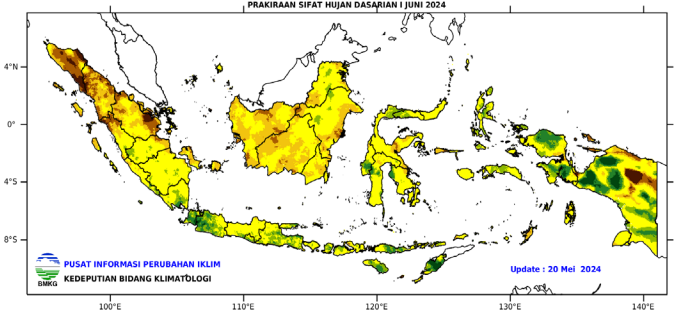 PRAKIRAAN SIFAT HUJAN DASARIAN I JUNI 2024
4°N
0°
4°S
8°S
PUSAT INFORMASI PERUBAHAN IKLIM
KEDEPUTIAN BIDANG KLIMATOLOGI
BMKG
Update : 20 Mei 2024
100°E
110°E
120°E
130°E
140°E